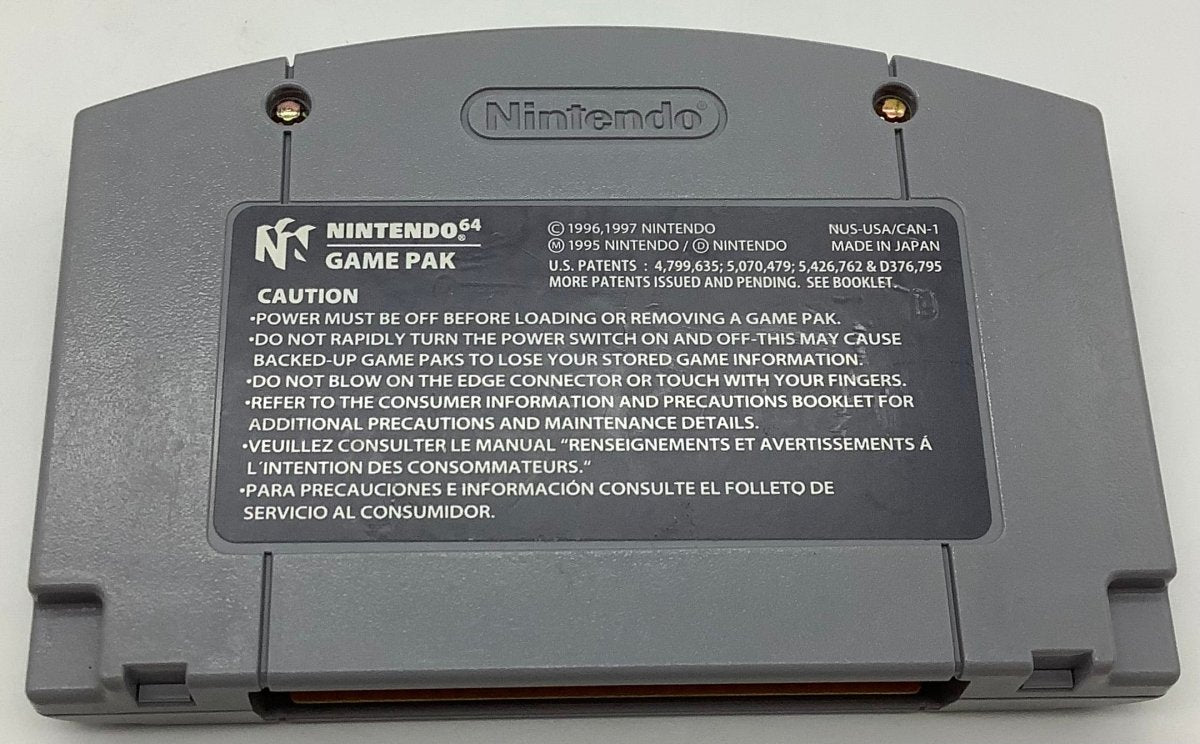 Nintendo®
NINTENDO64®
GAME PAK
© 1996,1997 NINTENDO
Ⓜ 1995 NINTENDO / Ⓓ NINTENDO
NUS-USA/CAN-1
MADE IN JAPAN
U.S. PATENTS : 4,799,635; 5,070,479; 5,426,762 & D376,795
MORE PATENTS ISSUED AND PENDING. SEE BOOKLET.
CAUTION
•POWER MUST BE OFF BEFORE LOADING OR REMOVING A GAME PAK.
•DO NOT RAPIDLY TURN THE POWER SWITCH ON AND OFF-THIS MAY CAUSE
BACKED-UP GAME PAKS TO LOSE YOUR STORED GAME INFORMATION.
•DO NOT BLOW ON THE EDGE CONNECTOR OR TOUCH WITH YOUR FINGERS.
•REFER TO THE CONSUMER INFORMATION AND PRECAUTIONS BOOKLET FOR
ADDITIONAL PRECAUTIONS AND MAINTENANCE DETAILS.
•VEUILLEZ CONSULTER LE MANUAL “RENSEIGNEMENTS ET AVERTISSEMENTS Á
L´INTENTION DES CONSOMMATEURS.“
•PARA PRECAUCIONES E INFORMACIÓN CONSULTE EL FOLLETO DE
SERVICIO AL CONSUMIDOR.